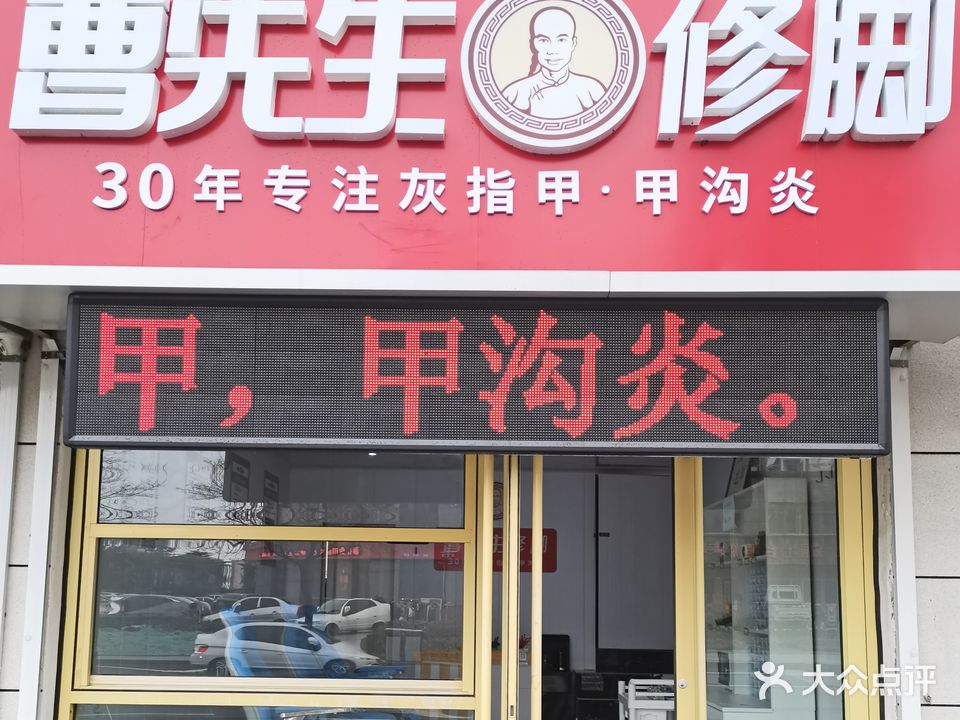 曹先生 修脚
30年专注灰指甲·甲沟炎
甲，甲沟炎。
大众点评